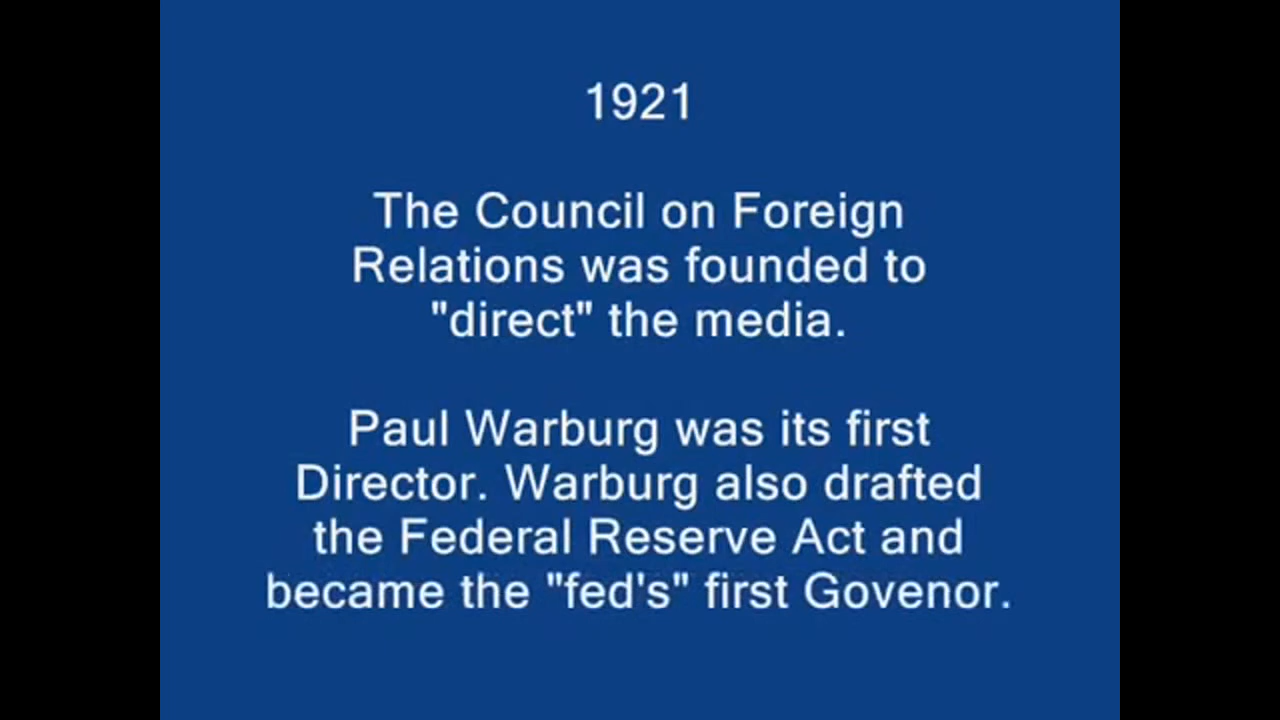 1921
The Council on Foreign
Relations was founded to
"direct" the media.
Paul Warburg was its first
Director. Warburg also drafted
the Federal Reserve Act and
became the "fed's" first Govenor.